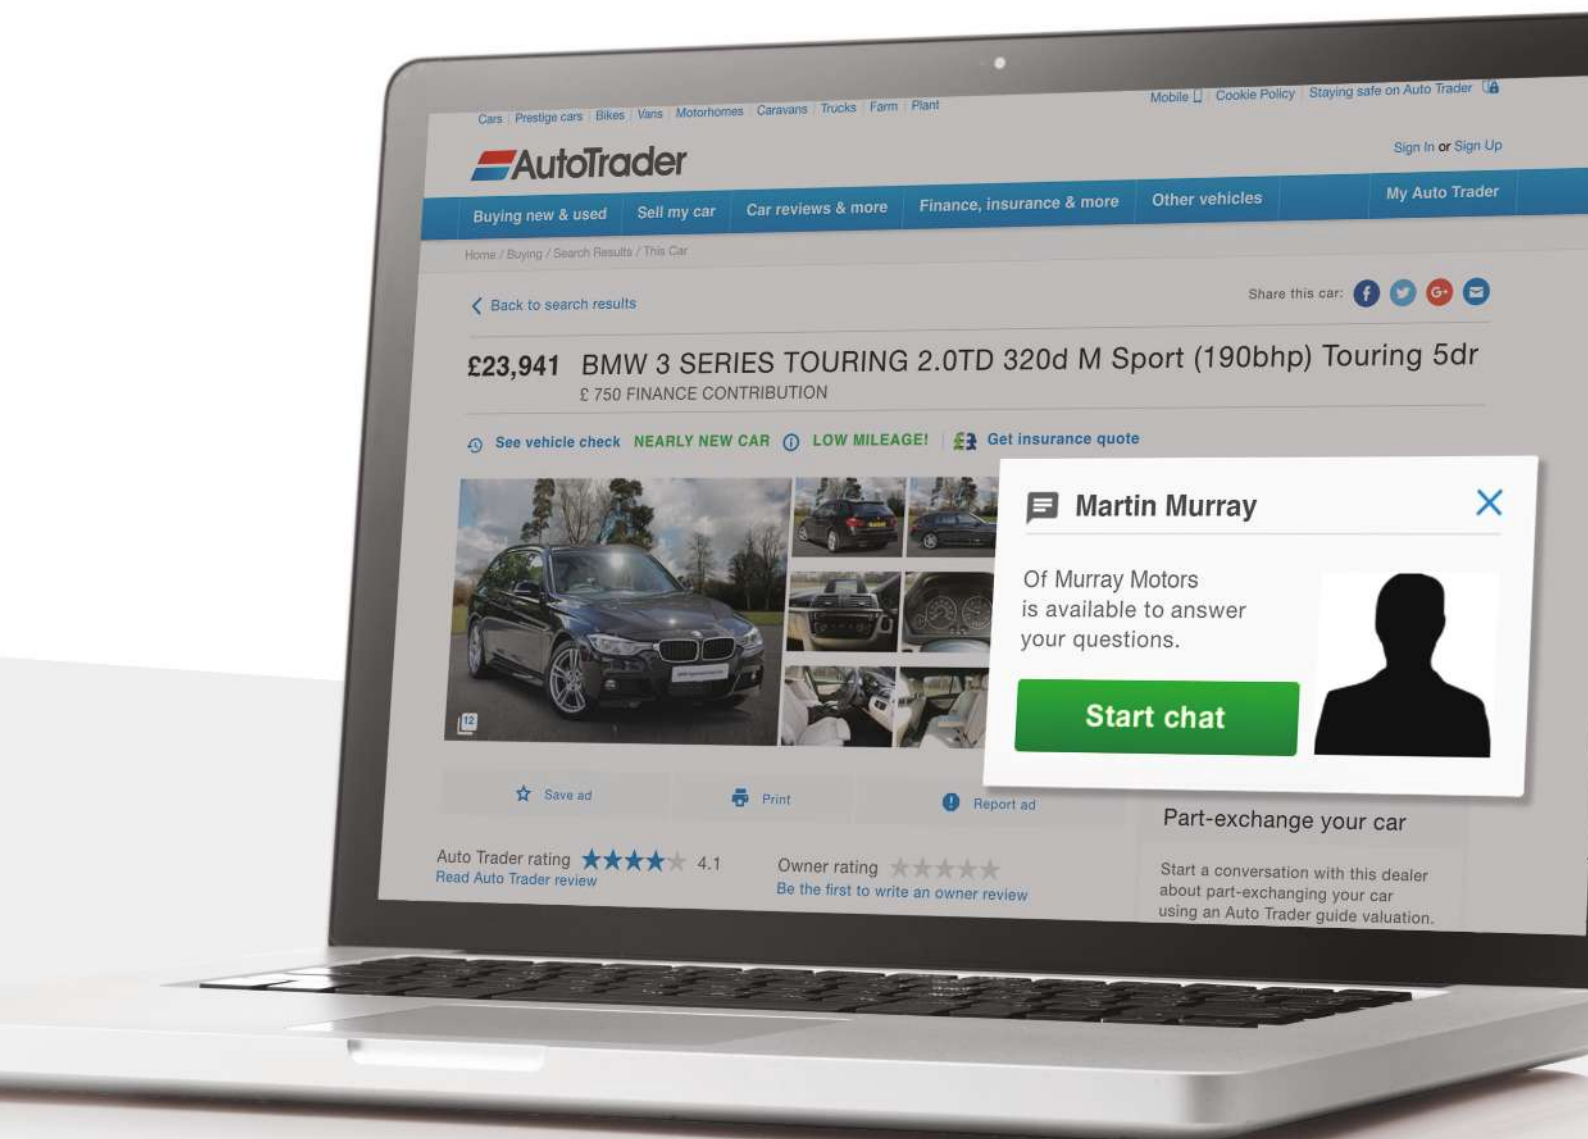 Cars Prestige cars Bikes Vans Motorhomes Caravans Trucks Farm Plant
Mobile Cookie Policy Staying safe on Auto Trader
AutoTrader
Sign In or Sign Up
Buying new & used Sell my car Car reviews & more Finance, insurance & more Other vehicles My Auto Trader
Home / Buying / Search Results / This Car
Back to search results
Share this car:
£23,941 BMW 3 SERIES TOURING 2.0TD 320d M Sport (190bhp) Touring 5dr
£ 750 FINANCE CONTRIBUTION
See vehicle check NEARLY NEW CAR LOW MILEAGE! Get insurance quote
Martin Murray
Of Murray Motors
is available to answer
your questions.
Start chat
12
Save ad Print Report ad
Auto Trader rating 4.1
Read Auto Trader review
Owner rating
Be the first to write an owner review
Part-exchange your car
Start a conversation with this dealer
about part-exchanging your car
using an Auto Trader guide valuation.